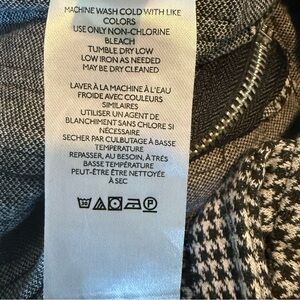 MACHINE WASH COLD WITH LIKE
COLORS
USE ONLY NON-CHLORINE
BLEACH
TUMBLE DRY LOW
LOW IRON AS NEEDED
MAY BE DRY CLEANED
LAVER À LA MACHINE À L'EAU
FROIDE AVEC COULEURS
SIMILAIRES
UTILISER UN AGENT DE
BLANCHIMENT SANS CHLORE SI
NÉCESSAIRE
SECHER PAR CULBUTAGE À BASSE
TEMPÉRATURE
REPASSER, AU BESOIN, À TRÈS
BASSE TEMPÉRATURE
PEUT-ÊTRE ÊTRE NETTOYÉE
À SEC
P